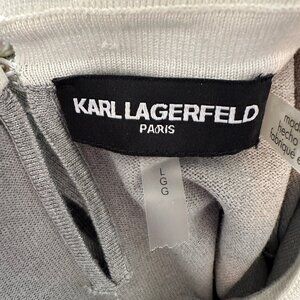 KARL LAGERFELD
PARIS
L
G
G
made
hecho
fabriqué